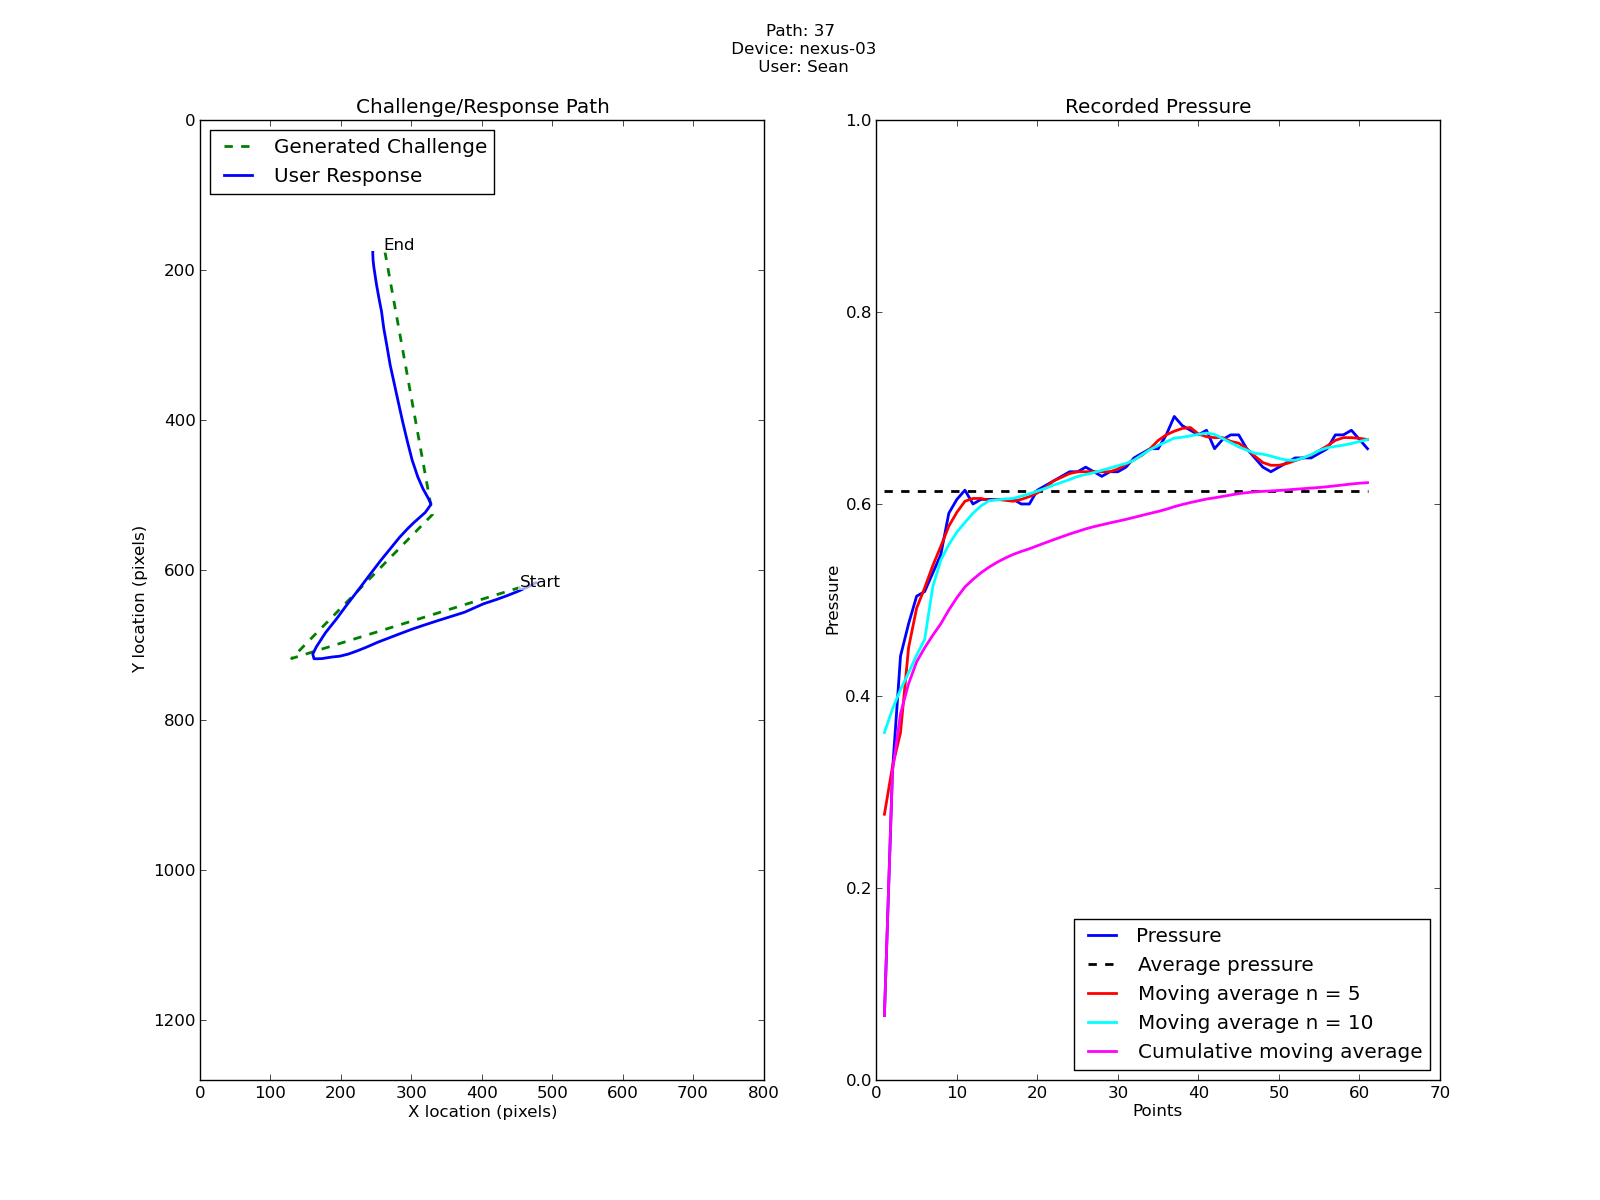 Path: 37
Device: nexus-03
User: Sean
Challenge/Response Path
Generated Challenge
User Response
End
Start
0
200
400
600
800
1000
1200
Y location (pixels)
0 100 200 300 400 500 600 700 800
X location (pixels)
Recorded Pressure
1.0
0.8
0.6
0.4
0.2
0.0
Pressure
Pressure
Average pressure
Moving average n = 5
Moving average n = 10
Cumulative moving average
0 10 20 30 40 50 60 70
Points